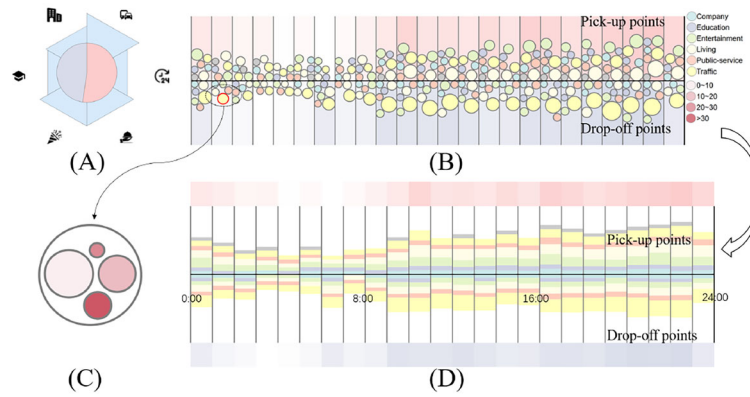 Pick-up points
Drop-off points
Company
Education
Entertainment
Living
Public-service
Traffic
0~10
10~20
20~30
>30
24
(A)
(B)
Pick-up points
0:00
8:00
16:00
24:00
Drop-off points
(C)
(D)